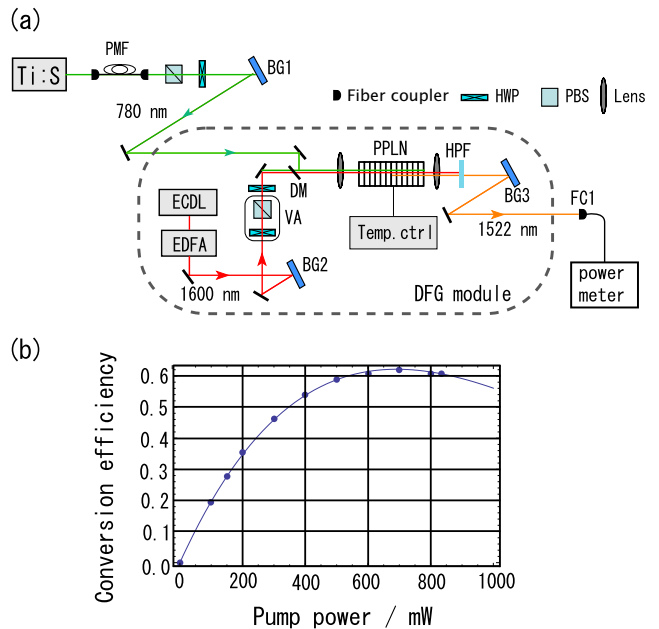 (a)
PMF
Ti:S
BG1
Fiber coupler
HWP
PBS
Lens
780 nm
PPLN
HPF
DM
BG3
FC1
ECDL
VA
EDFA
Temp.ctrl
1522 nm
BG2
1600 nm
DFG module
power
meter
(b)
Conversion efficiency
0.6
0.5
0.4
0.3
0.2
0.1
0.0
0 200 400 600 800 1000
Pump power / mW